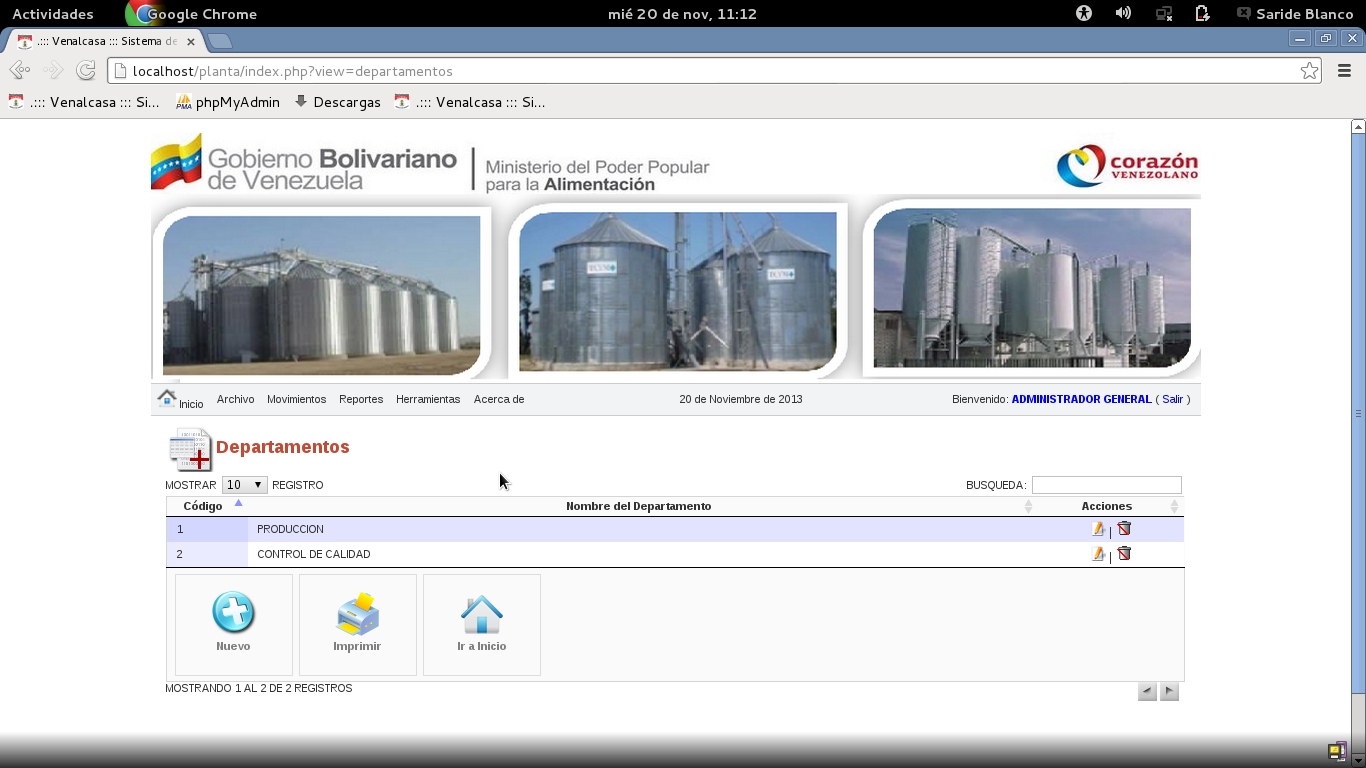 Actividades Google Chrome mié 20 de nov, 11:12 Saride Blanco
.::: Venalcasa ::: Sistema de
localhost/planta/index.php?view=departamentos
.::: Venalcasa ::: Si... phpMyAdmin Descargas .::: Venalcasa ::: Si...
Gobierno Bolivariano
de Venezuela
Ministerio del Poder Popular
para la Alimentación
corazón
VENEZOLANO
Inicio Archivo Movimientos Reportes Herramientas Acerca de 20 de Noviembre de 2013 Bienvenido: ADMINISTRADOR GENERAL ( Salir )
Departamentos
MOSTRAR 10 REGISTRO BUSQUEDA:
Código Nombre del Departamento Acciones
1 PRODUCCION |
2 CONTROL DE CALIDAD |
Nuevo Imprimir Ir a Inicio
MOSTRANDO 1 AL 2 DE 2 REGISTROS